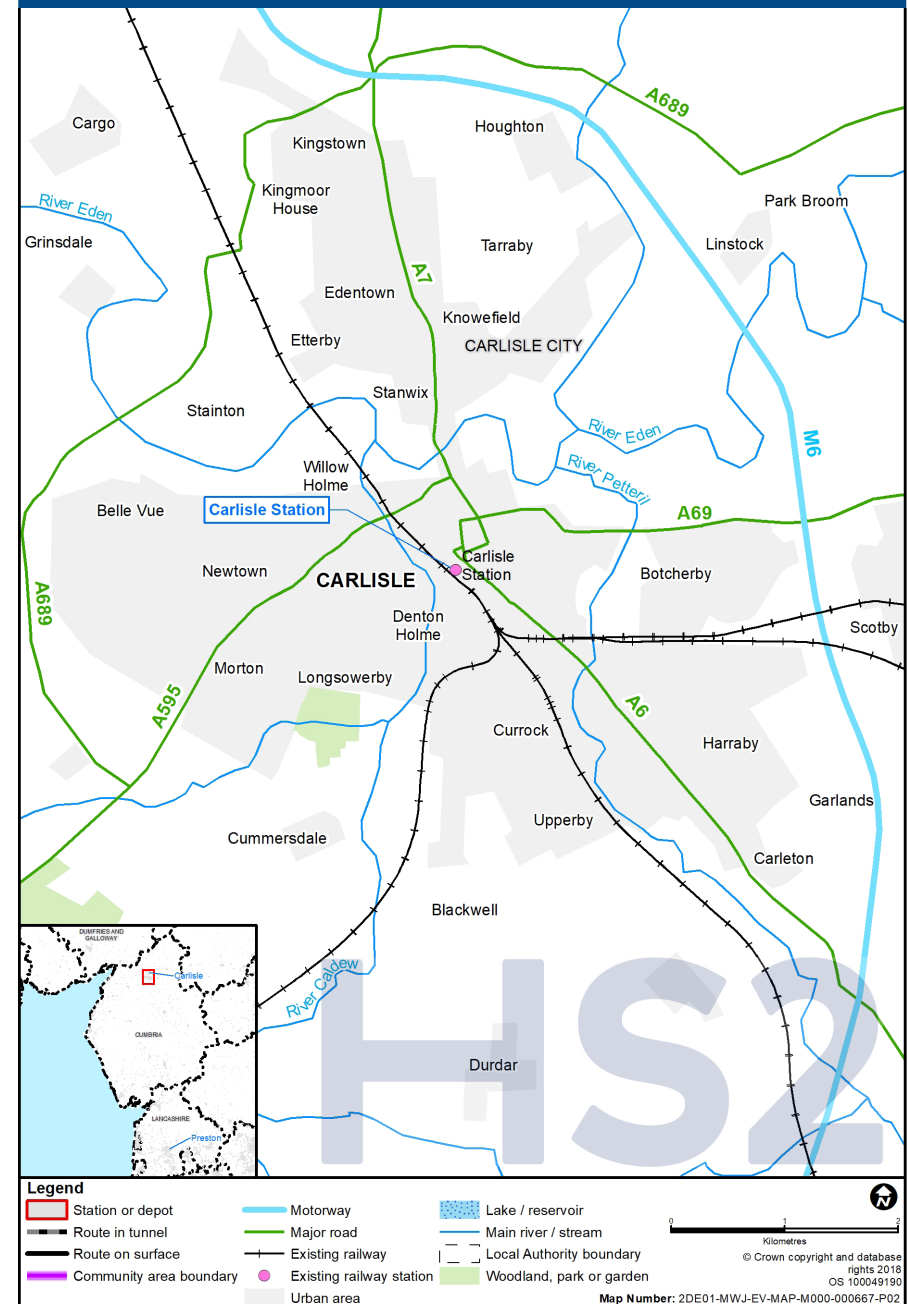 A689
Cargo
Houghton
Kingstown
Kingmoor
House
Park Broom
River Eden
Grinsdale
Linstock
Tarraby
A7
Edentown
Knowefield
Etterby
CARLISLE CITY
Stanwix
Stainton
River Eden
M6
Willow
Holme
River Petteril
Belle Vue
Carlisle Station
A69
Carlisle
Station
Newtown
CARLISLE
Botcherby
A689
Denton
Holme
Scotby
Morton
Longsowerby
A595
A6
Currock
Harraby
Garlands
Upperby
Cummersdale
Carleton
Blackwell
DUMFRIES AND
GALLOWAY
Carlisle
River Caldew
CUMBRIA
HS2
Durdar
LANCASHIRE
Preston
Legend
Station or depot
Route in tunnel
Route on surface
Community area boundary
Motorway
Major road
Existing railway
Existing railway station
Urban area
Lake / reservoir
Main river / stream
Local Authority boundary
Woodland, park or garden
N
0 1 2
Kilometres
© Crown copyright and database
rights 2018
OS 100049190
Map Number: 2DE01-MWJ-EV-MAP-M000-000667-P02